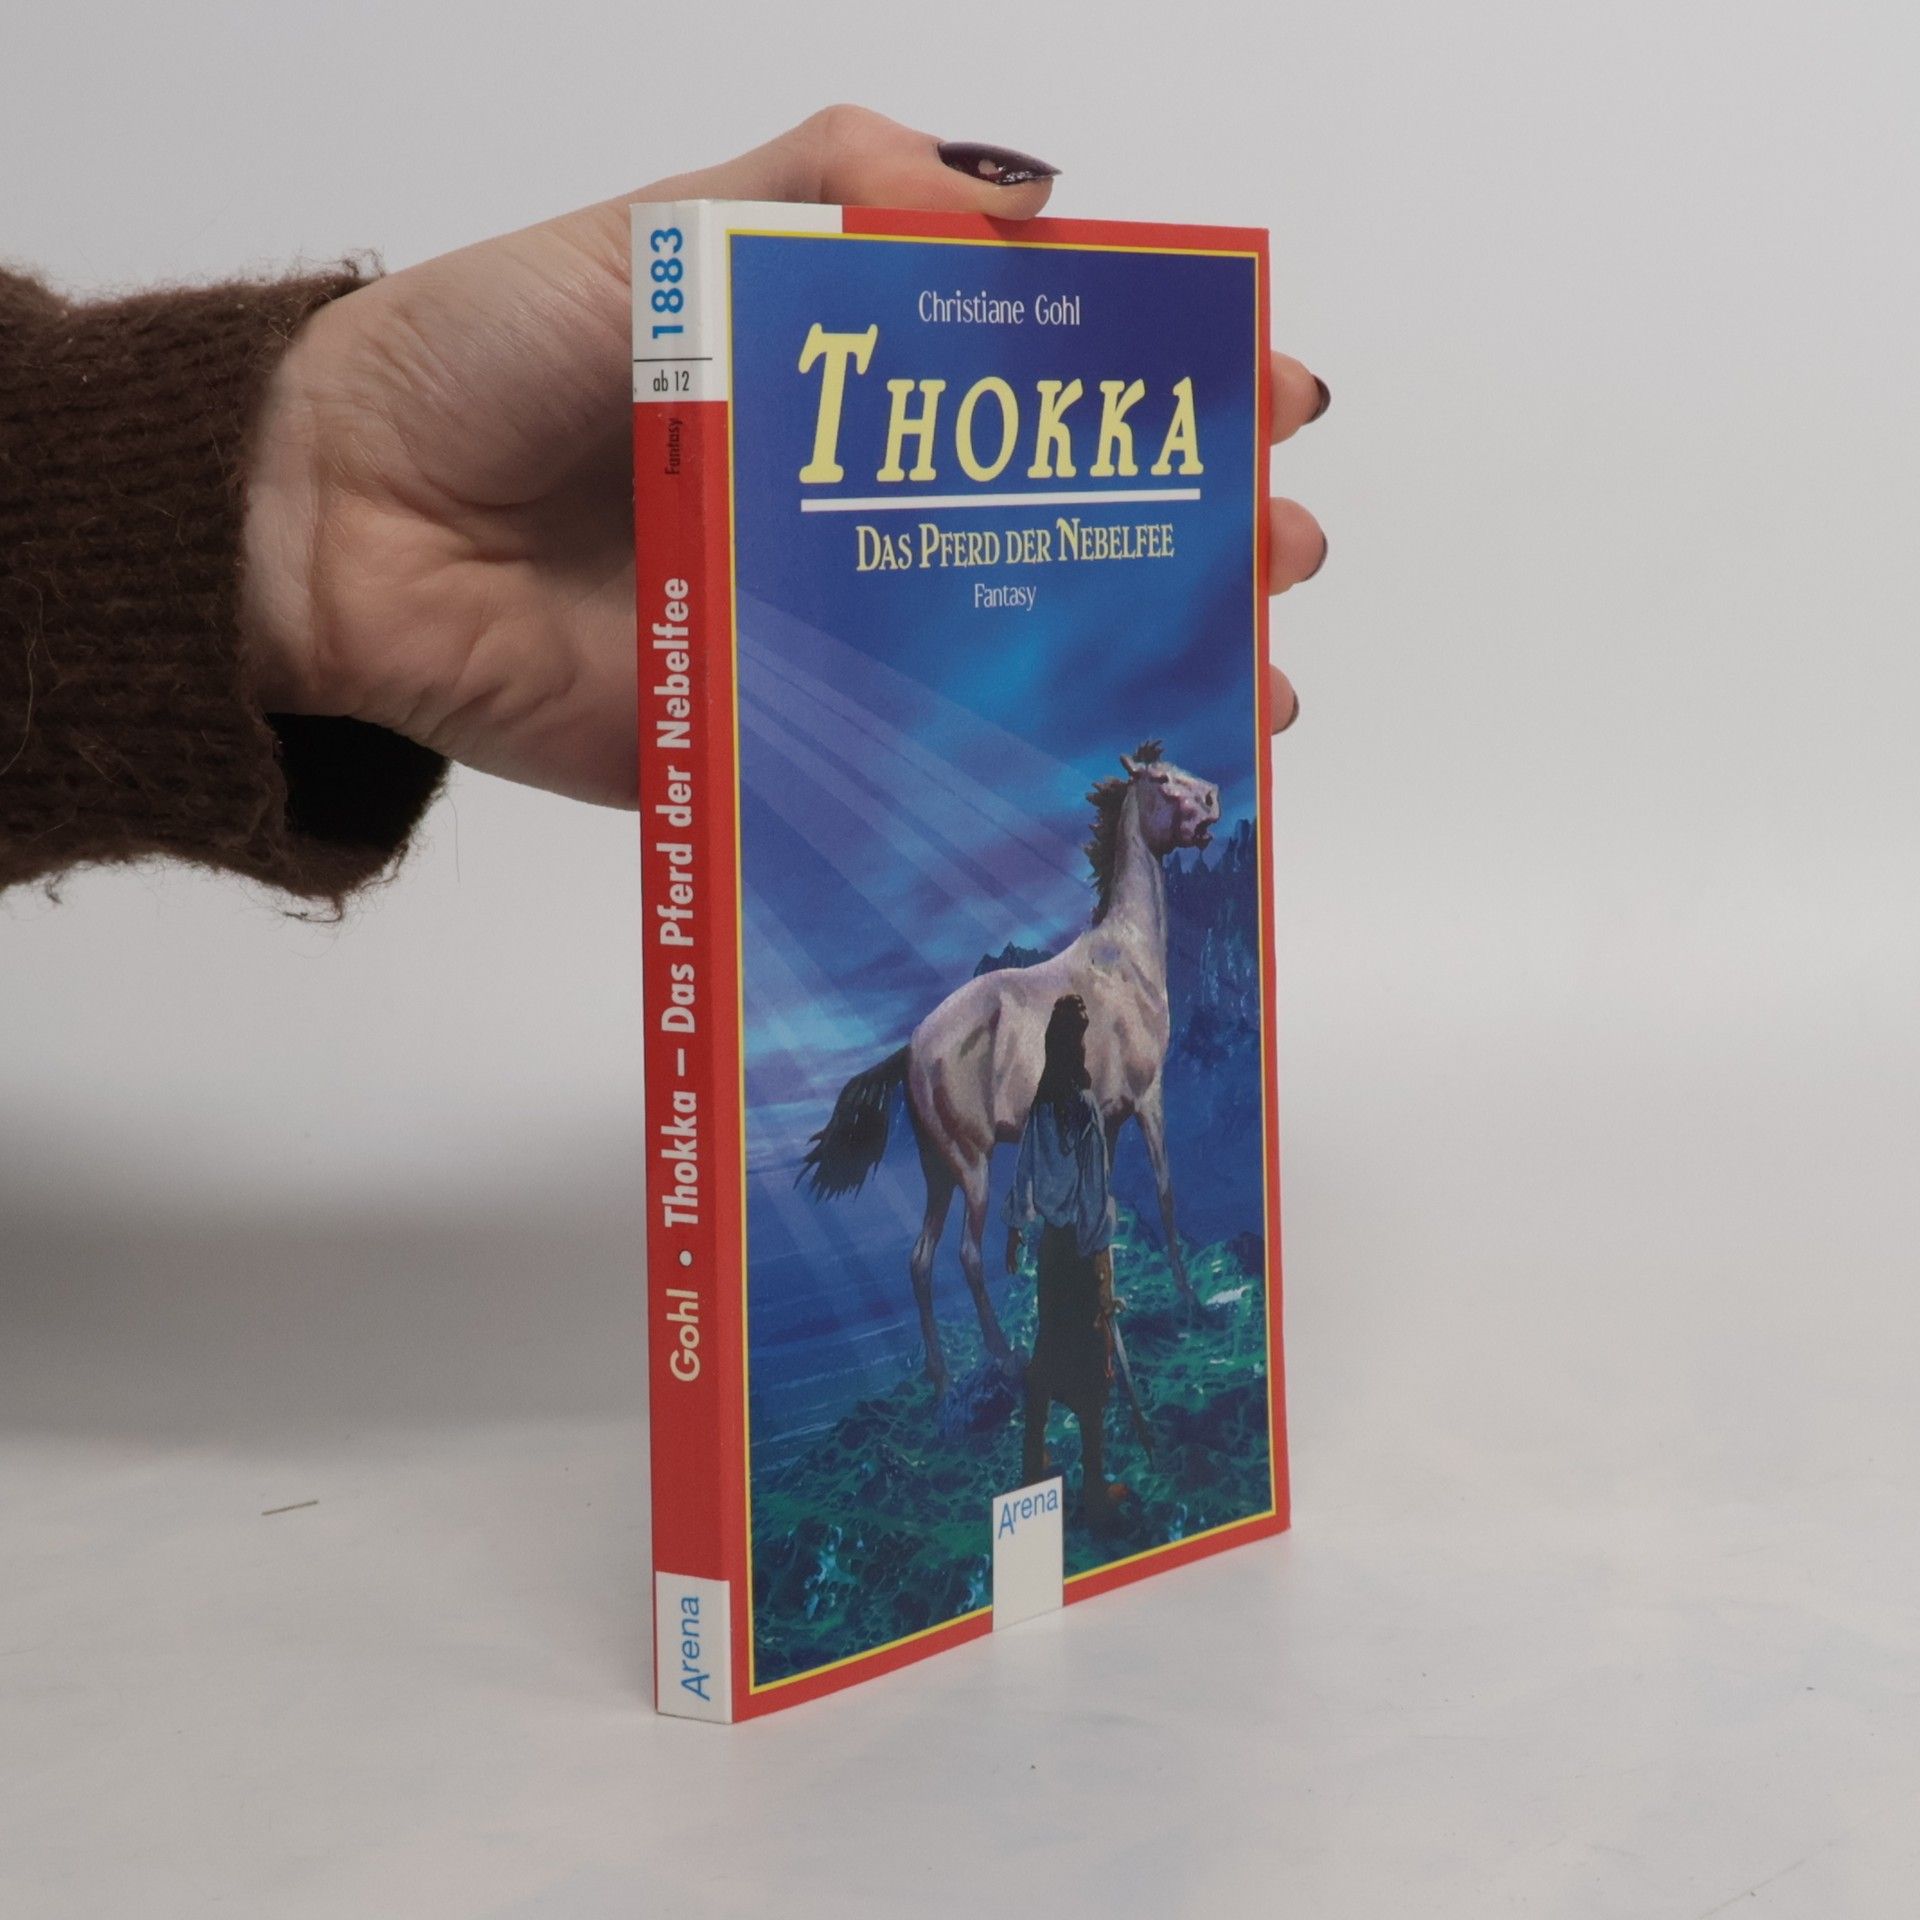 1883
ab 12
Fantasy
Gohl • Thokka – Das Pferd der Nebelfee
Arena
Christiane Gohl
THOKKA
DAS PFERD DER NEBELFEE
Fantasy
Arena